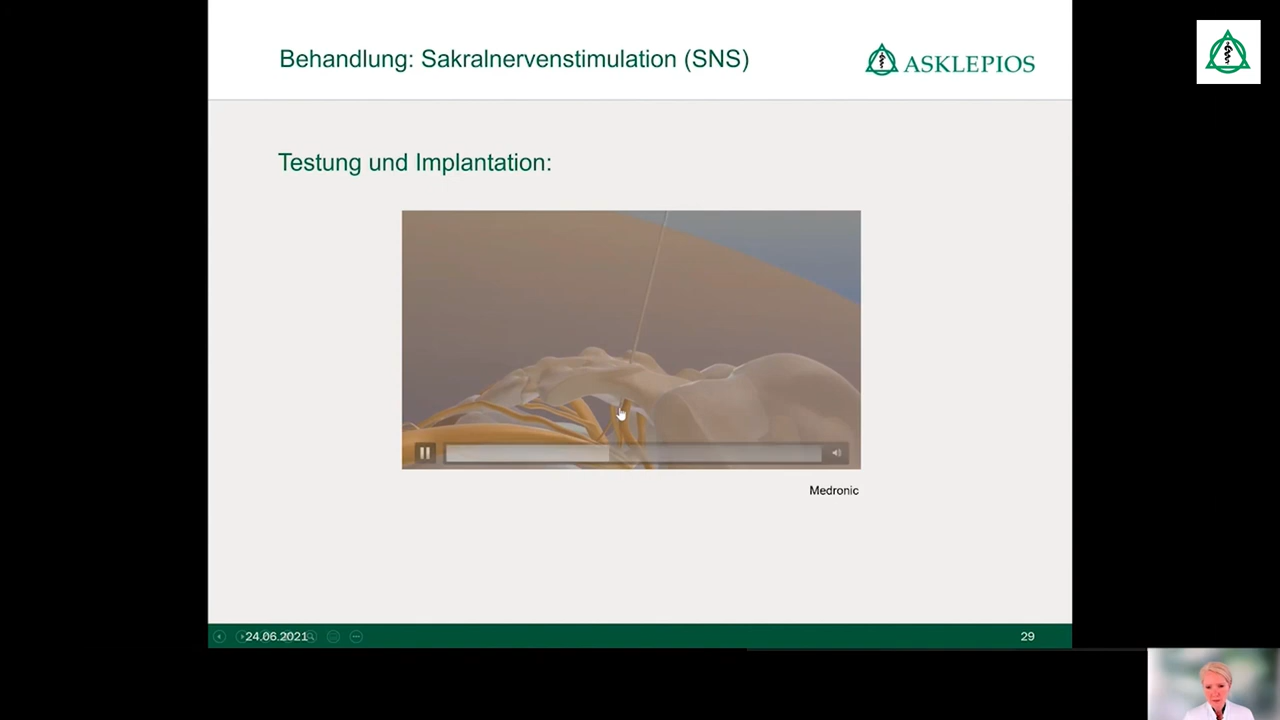 Behandlung: Sakralnervenstimulation (SNS)
ASKLEPIOS
Testung und Implantation:
Medronic
24.06.2021
29